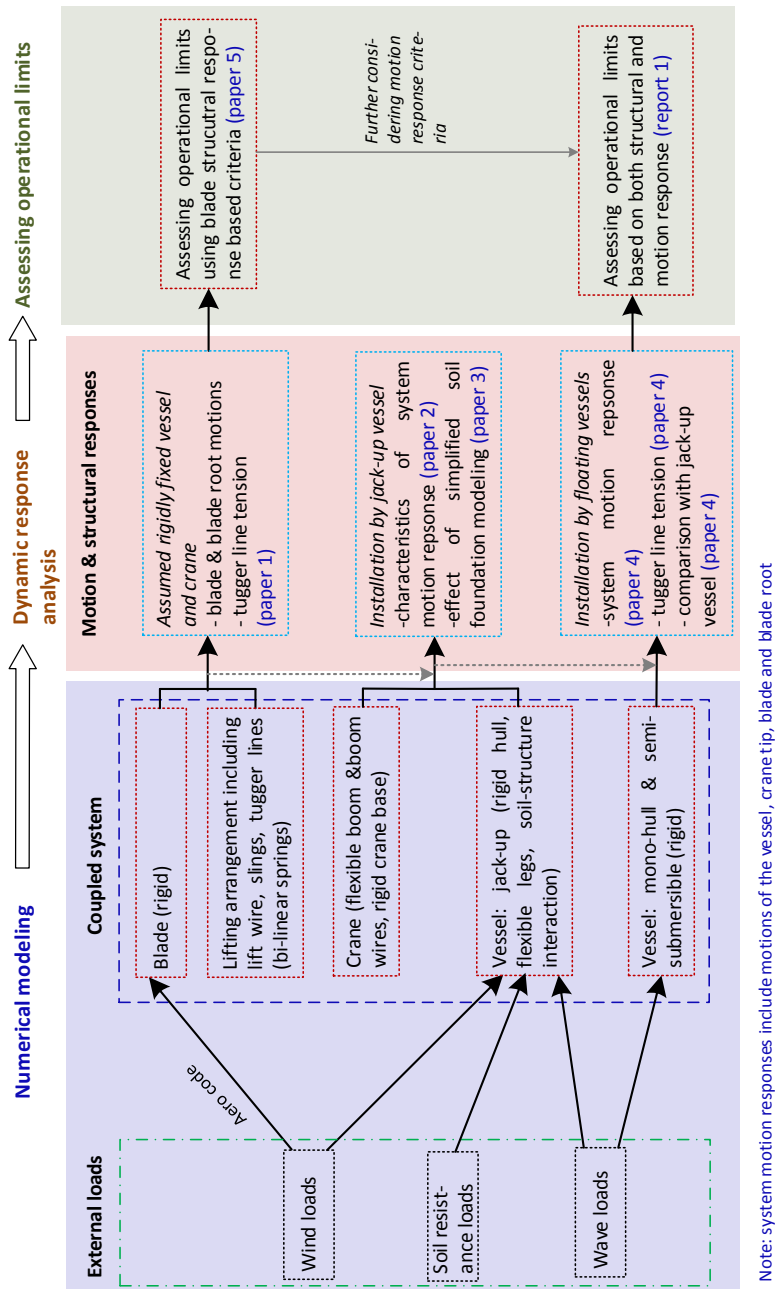 Numerical modeling
Dynamic response
analysis
Assessing operational limits
External loads
Wind loads
Soil resist-
ance loads
Wave loads
Aero code
Coupled system
Blade (rigid)
Lifting arrangement including
lift wire, slings, tugger lines
(bi-linear springs)
Crane (flexible boom &boom
wires, rigid crane base)
Vessel: jack-up (rigid hull,
flexible legs, soil-structure
interaction)
Vessel: mono-hull & semi-
submersible (rigid)
Motion & structural responses
Assumed rigidly fixed vessel
and crane
- blade & blade root motions
- tugger line tension
(paper 1)
Installation by jack-up vessel
-characteristics of system
motion repsonse (paper 2)
-effect of simplified soil
foundation modeling (paper 3)
Installation by floating vessels
-system motion repsonse
(paper 4)
- tugger line tension (paper 4)
- comparison with jack-up
vessel (paper 4)
Assessing operational limits
using blade strucutral respo-
nse based criteria (paper 5)
Further consi-
dering motion
response crite-
ria
Assessing operational limits
based on both structural and
motion response (report 1)
Note: system motion responses include motions of the vessel, crane tip, blade and blade root